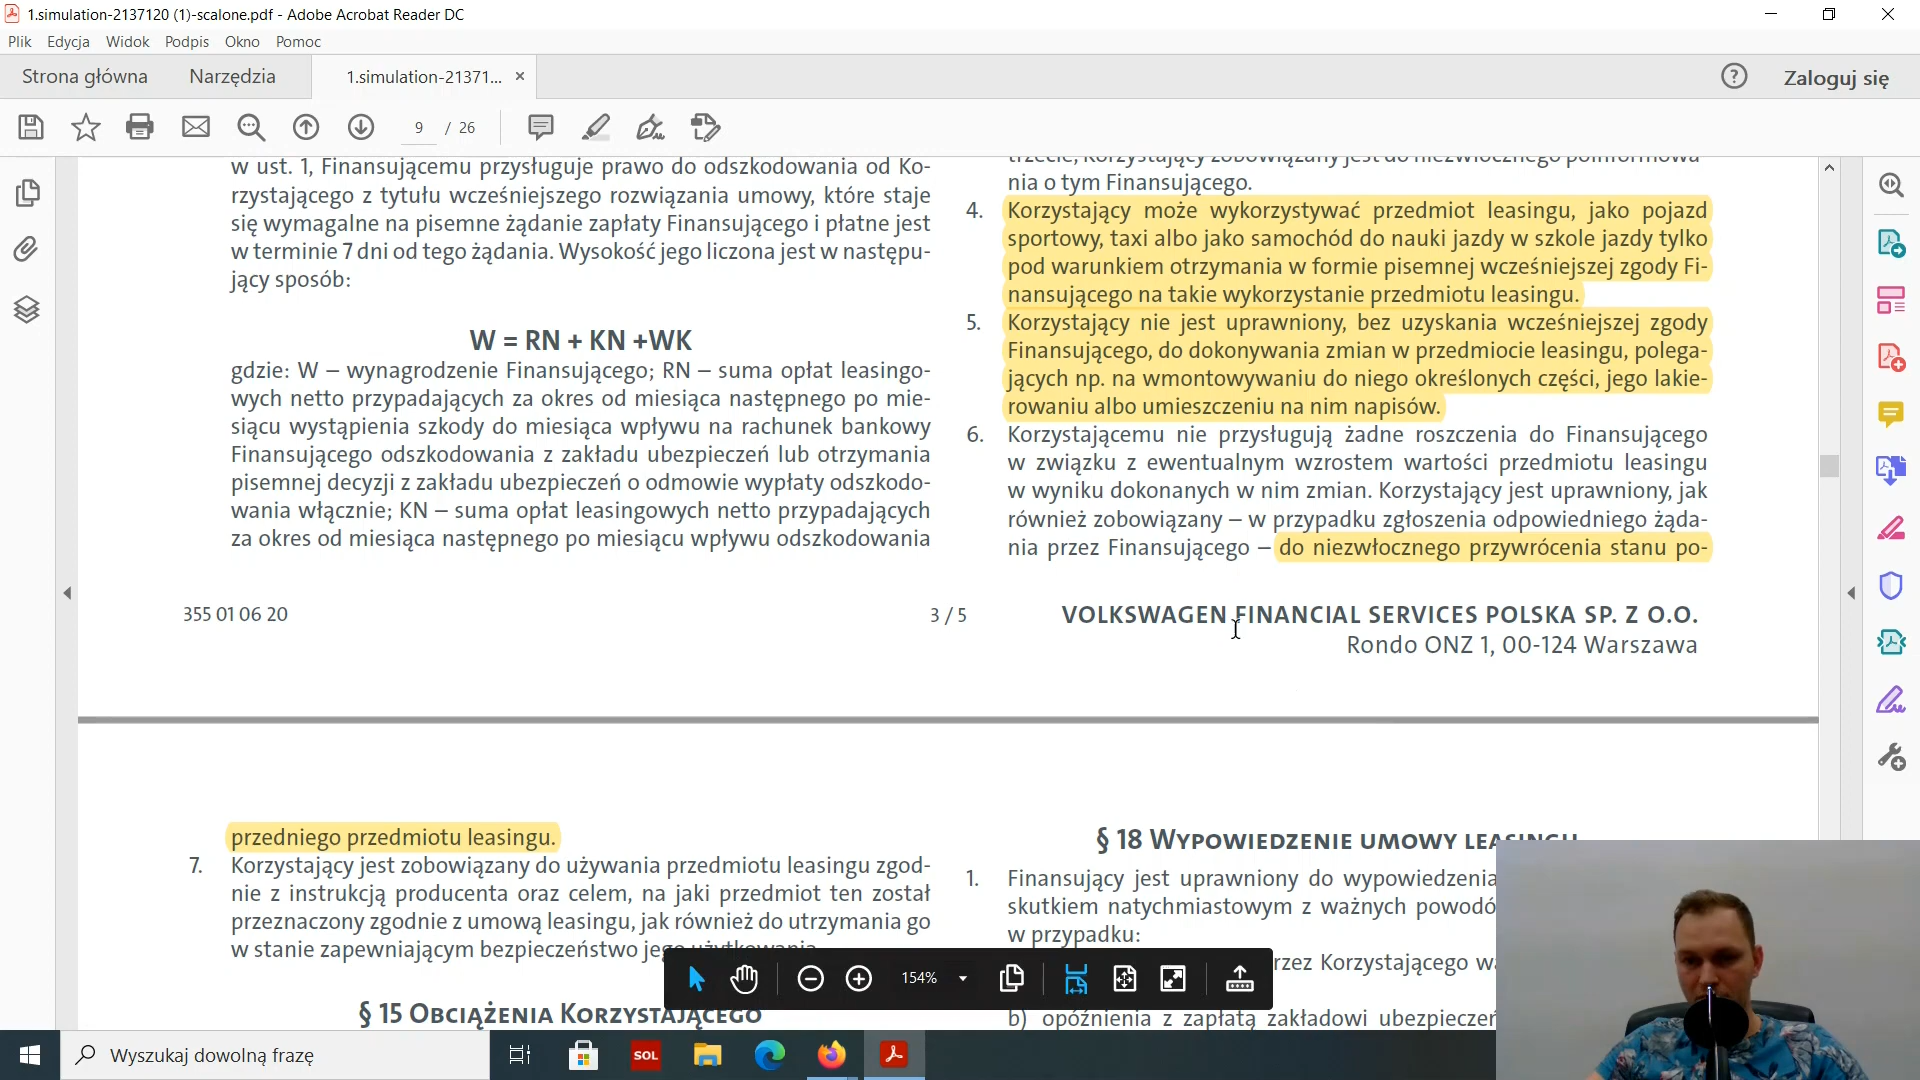 1.simulation-2137120 (1)-scalone.pdf - Adobe Acrobat Reader DC
Plik Edycja Widok Podpis Okno Pomoc
Strona główna Narzędzia 1.simulation-21371... × Zaloguj się
9 / 26
w ust. 1, Finansującemu przysługuje prawo do odszkodowania od Ko-
rzystającego z tytułu wcześniejszego rozwiązania umowy, które staje
się wymagalne na pisemne żądanie zapłaty Finansującego i płatne jest
w terminie 7 dni od tego żądania. Wysokość jego liczona jest w następu-
jący sposób:
W = RN + KN +WK
gdzie: W – wynagrodzenie Finansującego; RN – suma opłat leasingo-
wych netto przypadających za okres od miesiąca następnego po mie-
siącu wystąpienia szkody do miesiąca wpływu na rachunek bankowy
Finansującego odszkodowania z zakładu ubezpieczeń lub otrzymania
pisemnej decyzji z zakładu ubezpieczeń o odmowie wypłaty odszkodo-
wania włącznie; KN – suma opłat leasingowych netto przypadających
za okres od miesiąca następnego po miesiącu wpływu odszkodowania
trzecie, Korzystający zobowiązany jest do niezwłocznego poinformowa
nia o tym Finansującego.
4. Korzystający może wykorzystywać przedmiot leasingu, jako pojazd
sportowy, taxi albo jako samochód do nauki jazdy w szkole jazdy tylko
pod warunkiem otrzymania w formie pisemnej wcześniejszej zgody Fi-
nansującego na takie wykorzystanie przedmiotu leasingu.
5. Korzystający nie jest uprawniony, bez uzyskania wcześniejszej zgody
Finansującego, do dokonywania zmian w przedmiocie leasingu, polega-
jących np. na wmontowywaniu do niego określonych części, jego lakie-
rowaniu albo umieszczeniu na nim napisów.
6. Korzystającemu nie przysługują żadne roszczenia do Finansującego
w związku z ewentualnym wzrostem wartości przedmiotu leasingu
w wyniku dokonanych w nim zmian. Korzystający jest uprawniony, jak
również zobowiązany – w przypadku zgłoszenia odpowiedniego żąda-
nia przez Finansującego – do niezwłocznego przywrócenia stanu po-
355 01 06 20
3 / 5
VOLKSWAGEN FINANCIAL SERVICES POLSKA SP. Z O.O.
Rondo ONZ 1, 00-124 Warszawa
przedniego przedmiotu leasingu.
7. Korzystający jest zobowiązany do używania przedmiotu leasingu zgod-
nie z instrukcją producenta oraz celem, na jaki przedmiot ten został
przeznaczony zgodnie z umową leasingu, jak również do utrzymania go
w stanie zapewniającym bezpieczeństwo jego użytkowania.
§ 15 Obciążenia Korzystającego
§ 18 Wypowiedzenie umowy leasingu
1. Finansujący jest uprawniony do wypowiedzenia
skutkiem natychmiastowym z ważnych powodó
w przypadku:
rzez Korzystającego wa
b) opóźnienia z zapłatą zakładowi ubezpieczeń
154%
Wyszukaj dowolną frazę
SOL